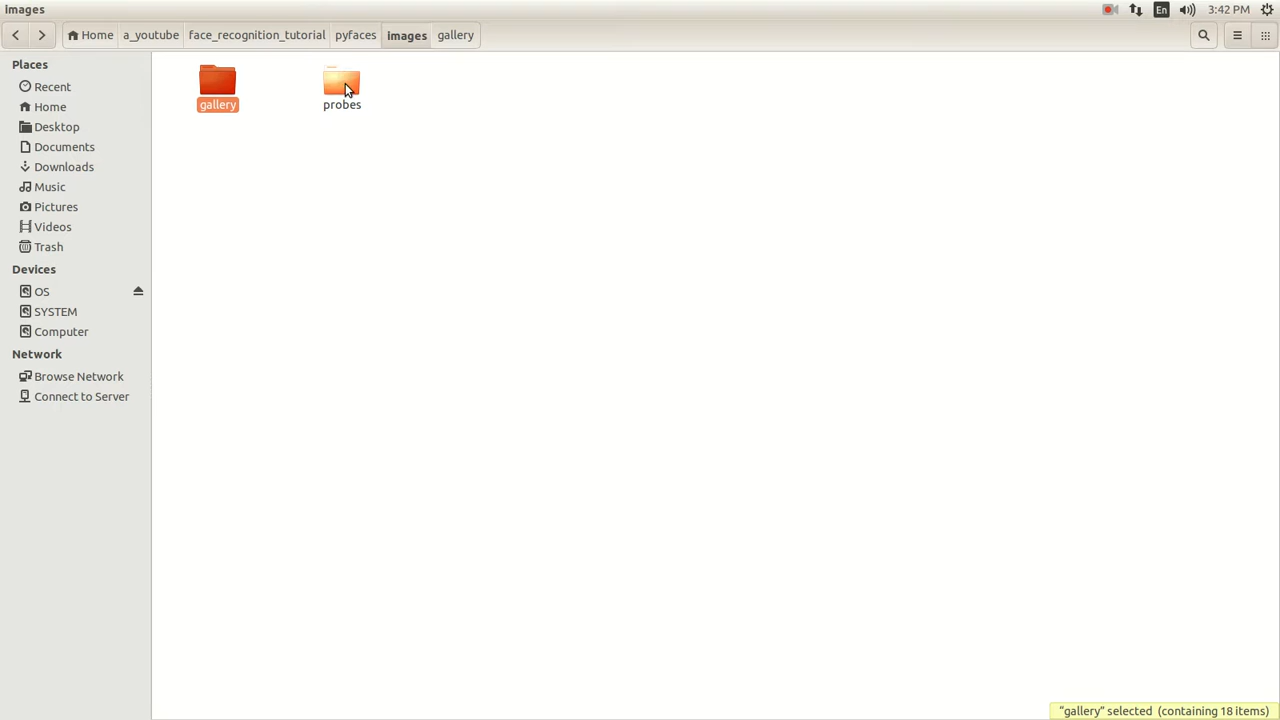 images
En
3:42 PM
Home
a_youtube
face_recognition_tutorial
pyfaces
images
gallery
Places
Recent
Home
Desktop
Documents
Downloads
Music
Pictures
Videos
Trash
Devices
OS
SYSTEM
Computer
Network
Browse Network
Connect to Server
gallery
probes
"gallery" selected (containing 18 items)